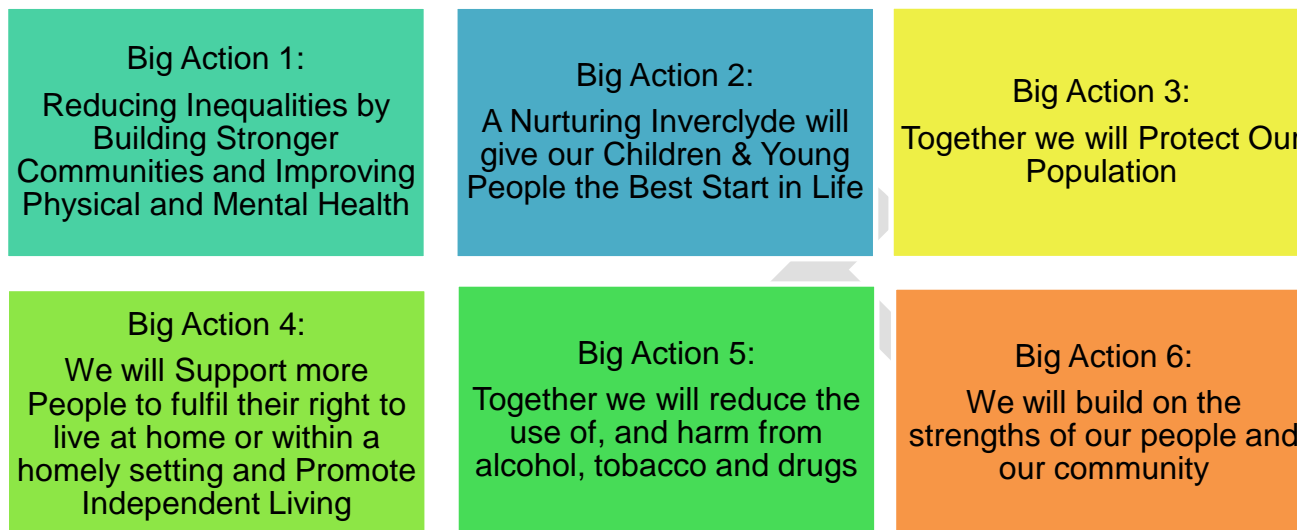 Big Action 1:
Reducing Inequalities by
Building Stronger
Communities and Improving
Physical and Mental Health
Big Action 2:
A Nurturing Inverclyde will
give our Children & Young
People the Best Start in Life
Big Action 3:
Together we will Protect Our
Population
Big Action 4:
We will Support more
People to fulfil their right to
live at home or within a
homely setting and Promote
Independent Living
Big Action 5:
Together we will reduce the
use of, and harm from
alcohol, tobacco and drugs
Big Action 6:
We will build on the
strengths of our people and
our community